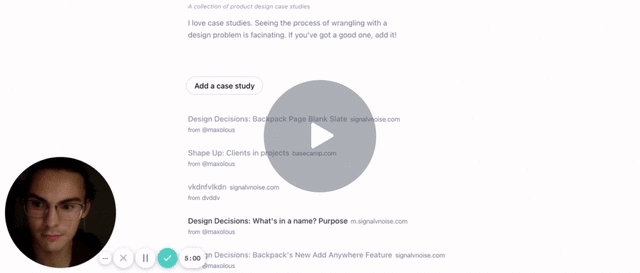 A collection of product design case studies
I love case studies. Seeing the process of wrangling with a
design problem is facinating. If you've got a good one, add it!
Add a case study
Design Decisions: Backpack Page Blank Slate signalvnoise.com
from @maxolous
Shape Up: Clients in projects basecamp.com
from @maxolous
vkdnfvlkdn signalvnoise.com
from dvddv
Design Decisions: What's in a name? Purpose m.signalvnoise.com
from @maxolous
Decisions: Backpack's New Add Anywhere Feature signalvnoise.com
@maxolous
5:00